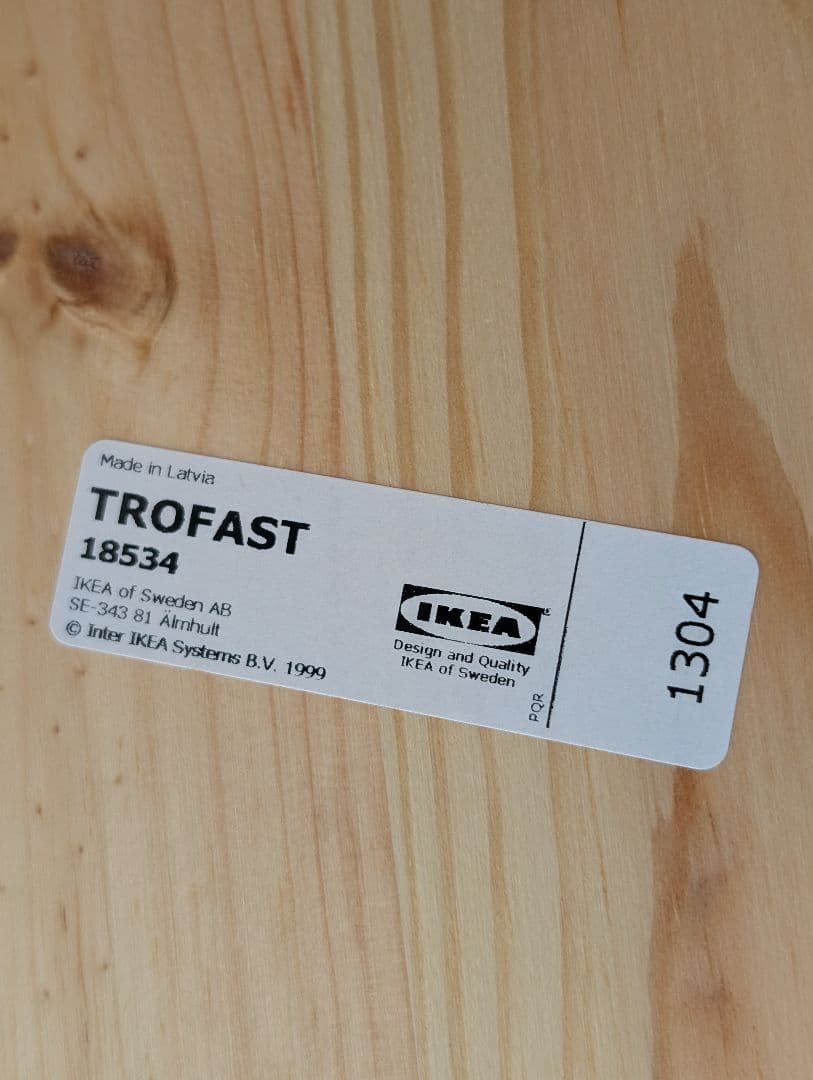 Made in Latvia
TROFAST
18534
IKEA of Sweden AB
SE-343 81 Älmhult
© Inter IKEA Systems B.V. 1999
IKEA®
Design and Quality
IKEA of Sweden
PQR
1304